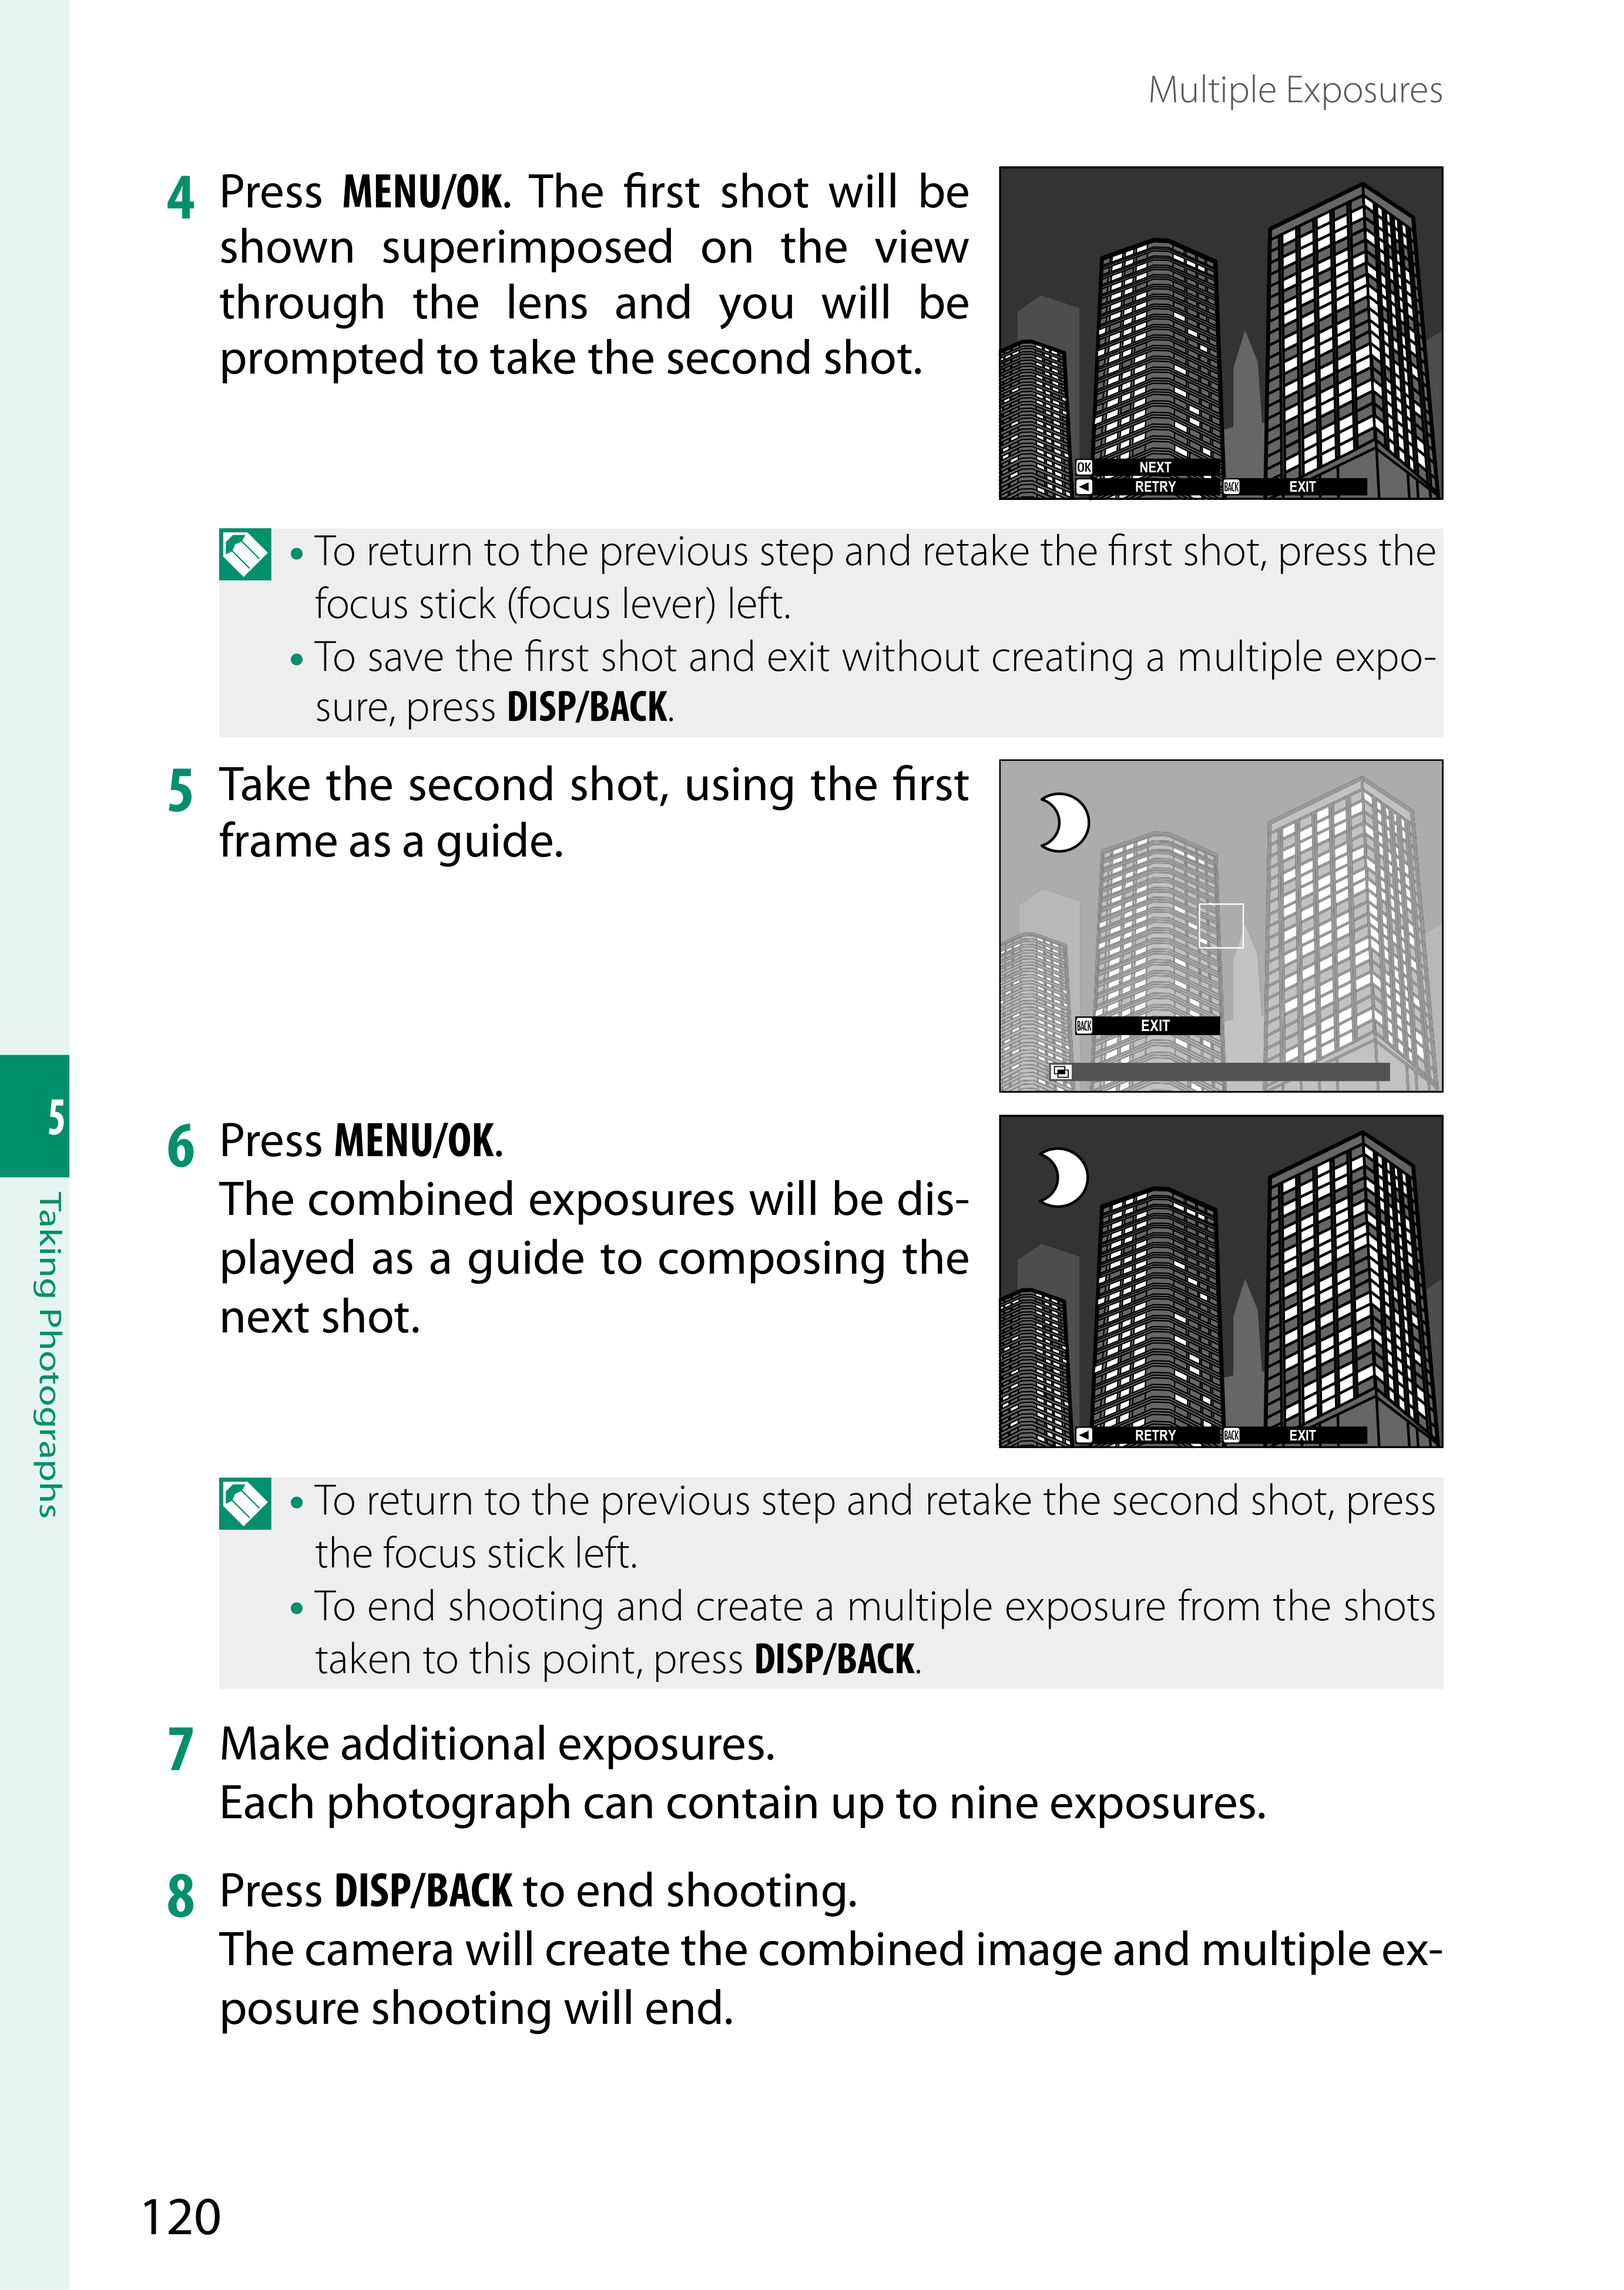 Multiple Exposures
4 Press MENU/OK. The first shot will be
shown superimposed on the view
through the lens and you will be
prompted to take the second shot.
OK NEXT
RETRY BACK EXIT
• To return to the previous step and retake the first shot, press the
focus stick (focus lever) left.
• To save the first shot and exit without creating a multiple expo-
sure, press DISP/BACK.
5 Take the second shot, using the first
frame as a guide.
BACK EXIT
6 Press MENU/OK.
The combined exposures will be dis-
played as a guide to composing the
next shot.
RETRY BACK EXIT
• To return to the previous step and retake the second shot, press
the focus stick left.
• To end shooting and create a multiple exposure from the shots
taken to this point, press DISP/BACK.
7 Make additional exposures.
Each photograph can contain up to nine exposures.
8 Press DISP/BACK to end shooting.
The camera will create the combined image and multiple ex-
posure shooting will end.
5
Taking Photographs
120